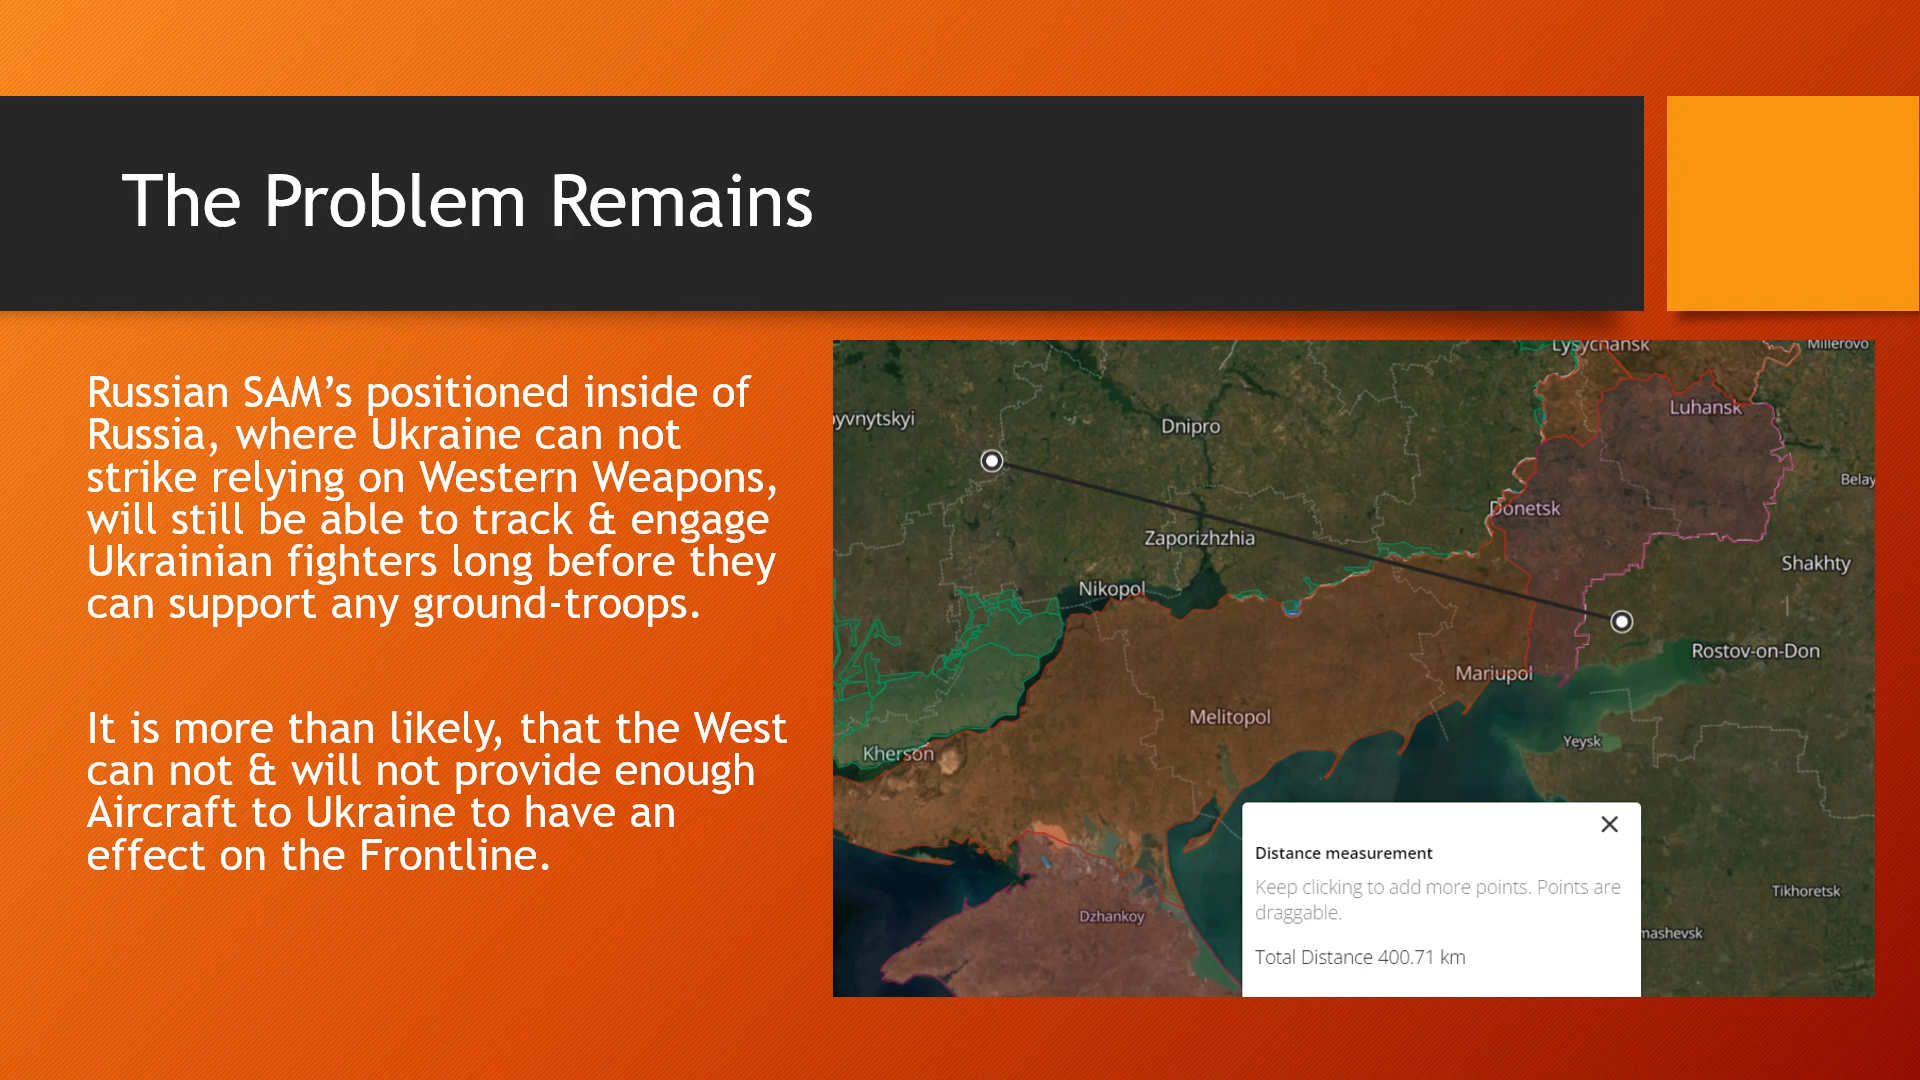 The Problem Remains
Russian SAM’s positioned inside of
Russia, where Ukraine can not
strike relying on Western Weapons,
will still be able to track & engage
Ukrainian fighters long before they
can support any ground-troops.
It is more than likely, that the West
can not & will not provide enough
Aircraft to Ukraine to have an
effect on the Frontline.
Lysychansk
Millerovo
yvnytskyi
Dnipro
Luhansk
Belay
Donetsk
Zaporizhzhia
Shakhty
Nikopol
Rostov-on-Don
Mariupol
Melitopol
Yeysk
Kherson
Distance measurement
Keep clicking to add more points. Points are
draggable.
Total Distance 400.71 km
Tikhoretsk
Dzhankoy
mashevsk